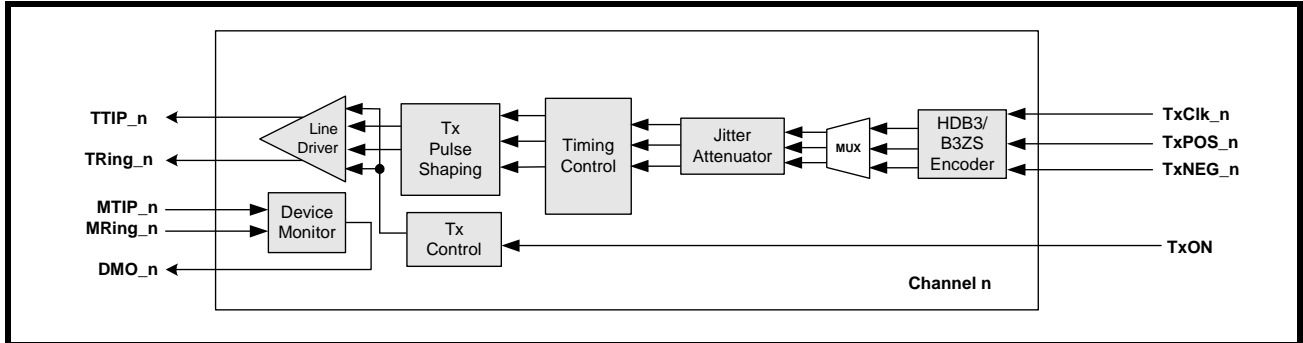 TTIP_n
TRing_n
MTIP_n
MRing_n
DMO_n
Line
Driver
Device
Monitor
Tx
Pulse
Shaping
Tx
Control
Timing
Control
Jitter
Attenuator
MUX
HDB3/
B3ZS
Encoder
TxClk_n
TxPOS_n
TxNEG_n
TxON
Channel n